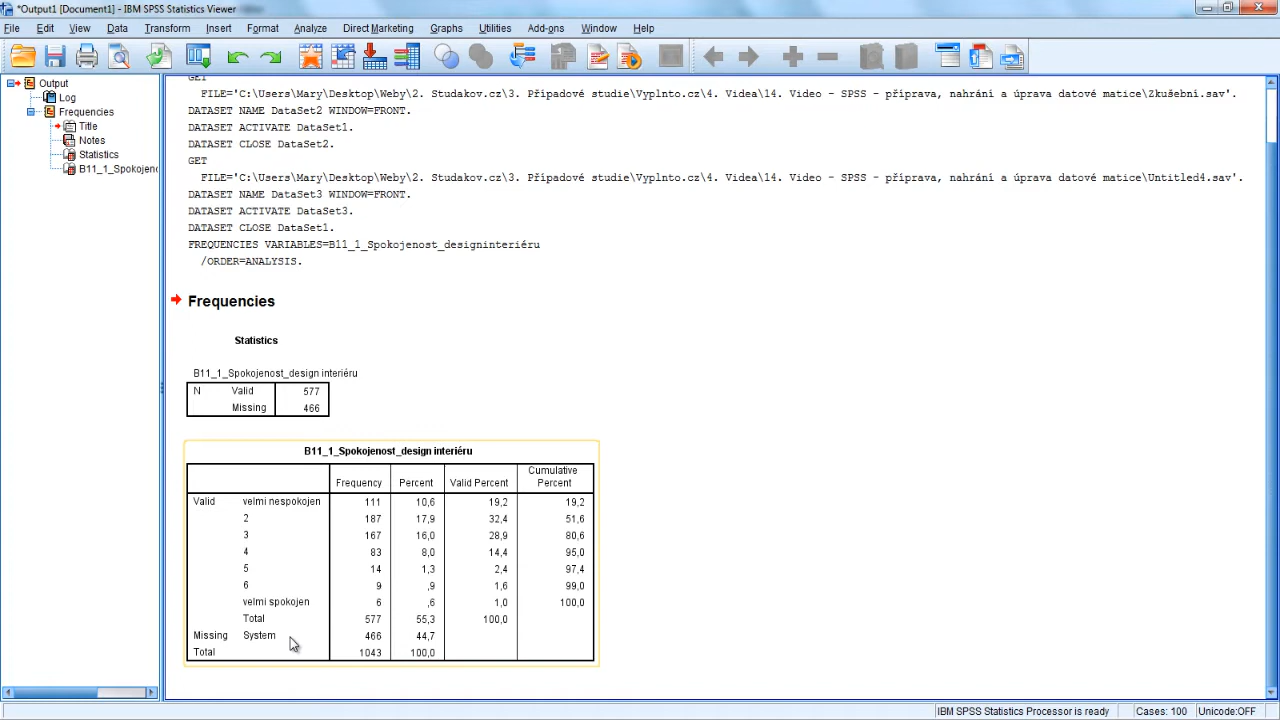 *Output1 [Document1] - IBM SPSS Statistics Viewer
File Edit View Data Transform Insert Format Analyze Direct Marketing Graphs Utilities Add-ons Window Help
Output
Log
Frequencies
Title
Notes
Statistics
B11_1_Spokojeno
GET
FILE='C:\Users\Mary\Desktop\Weby\2. Studakov.cz\3. Případové studie\Vyplnto.cz\4. Videa\14. Video - SPSS - příprava, nahrání a úprava datové matice\Zkušební.sav'.
DATASET NAME DataSet2 WINDOW=FRONT.
DATASET ACTIVATE DataSet1.
DATASET CLOSE DataSet2.
GET
FILE='C:\Users\Mary\Desktop\Weby\2. Studakov.cz\3. Případové studie\Vyplnto.cz\4. Videa\14. Video - SPSS - příprava, nahrání a úprava datové matice\Untitled4.sav'.
DATASET NAME DataSet3 WINDOW=FRONT.
DATASET ACTIVATE DataSet3.
DATASET CLOSE DataSet1.
FREQUENCIES VARIABLES=B11_1_Spokojenost_designinteriéru
/ORDER=ANALYSIS.
Frequencies
Statistics
B11_1_Spokojenost_design interiéru
N Valid 577
Missing 466
B11_1_Spokojenost_design interiéru
Frequency Percent Valid Percent Cumulative Percent
Valid velmi nespokojen 111 10,6 19,2 19,2
2 187 17,9 32,4 51,6
3 167 16,0 28,9 80,6
4 83 8,0 14,4 95,0
5 14 1,3 2,4 97,4
6 9 ,9 1,6 99,0
velmi spokojen 6 ,6 1,0 100,0
Total 577 55,3 100,0
Missing System 466 44,7
Total 1043 100,0
IBM SPSS Statistics Processor is ready Cases: 100 Unicode:OFF